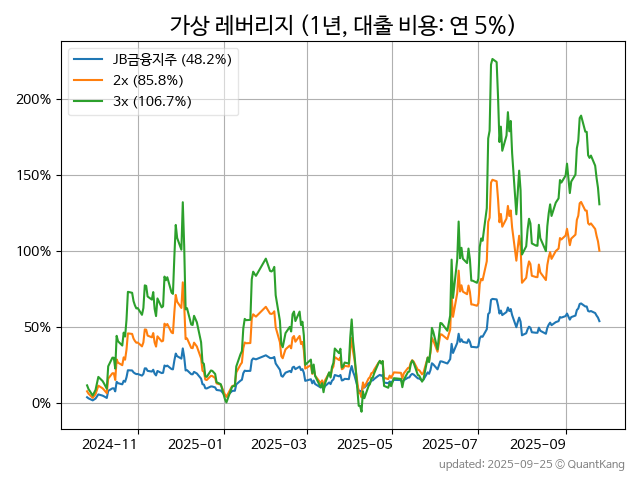 가상 레버리지 (1년, 대출 비용: 연 5%)
JB금융지주 (48.2%)
2x (85.8%)
3x (106.7%)
200%
150%
100%
50%
0%
2024-11
2025-01
2025-03
2025-05
2025-07
2025-09
updated: 2025-09-25 © QuantKang